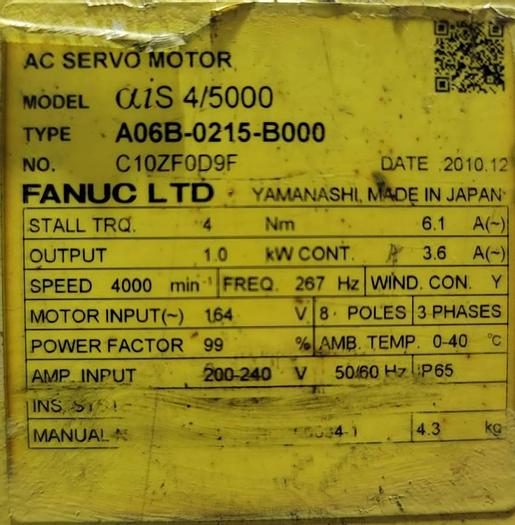 AC SERVO MOTOR
MODEL αiS 4/5000
TYPE A06B-0215-B000
NO. C10ZF0D9F DATE 2010.12
FANUC LTD YAMANASHI, MADE IN JAPAN
STALL TRQ. 4 Nm 6.1 A(~)
OUTPUT 1.0 kW CONT. 3.6 A(~)
SPEED 4000 min⁻¹ FREQ. 267 Hz WIND. CON. Y
MOTOR INPUT(~) 164 V 8 POLES 3 PHASES
POWER FACTOR 99 % AMB. TEMP. 0-40 °C
AMP. INPUT 200-240 V 50/60 Hz IP65
INS.
MANUAL 4.3 kg